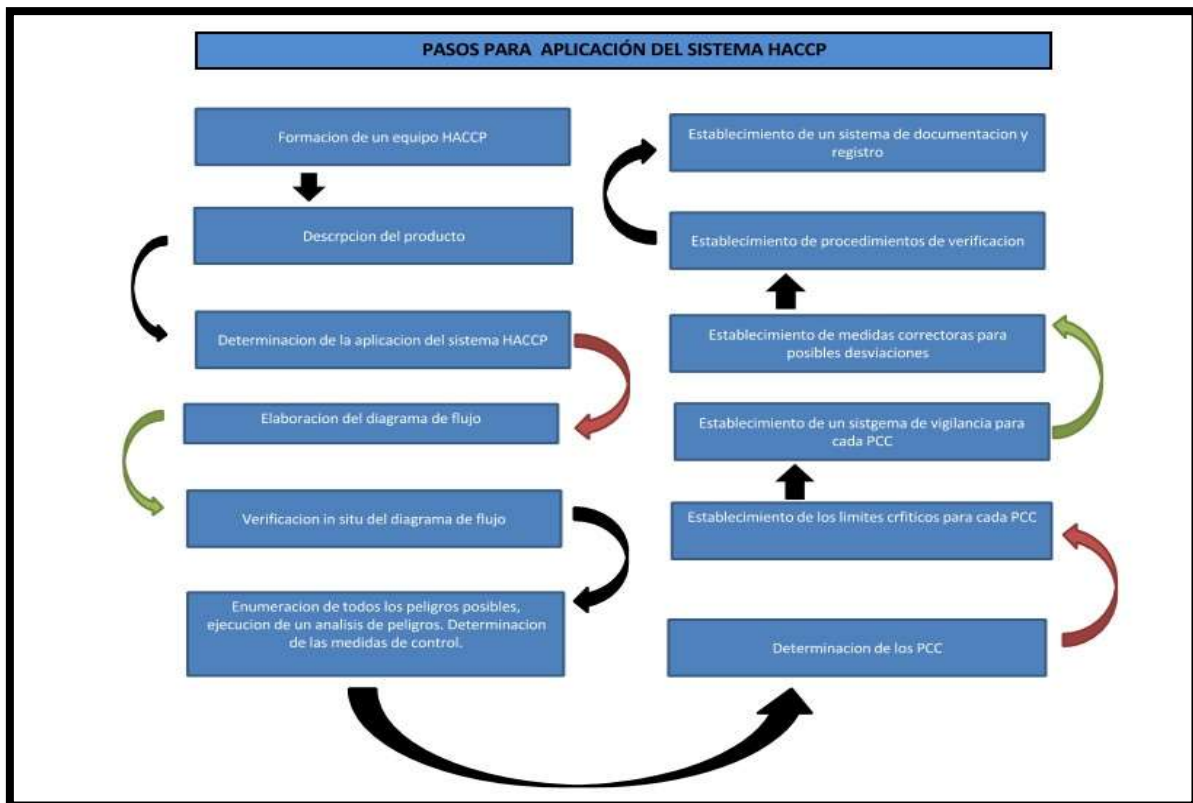 PASOS PARA APLICACIÓN DEL SISTEMA HACCP
Formacion de un equipo HACCP
Descrpcion del producto
Determinacion de la aplicacion del sistema HACCP
Elaboracion del diagrama de flujo
Verificacion in situ del diagrama de flujo
Enumeracion de todos los peligros posibles,
ejecucion de un analisis de peligros. Determinacion
de las medidas de control.
Determinacion de los PCC
Establecimiento de los limites crfiticos para cada PCC
Establecimiento de un sistgema de vigilancia para
cada PCC
Establecimiento de medidas correctoras para
posibles desviaciones
Establecimiento de procedimientos de verificacion
Establecimiento de un sistema de documentacion y
registro